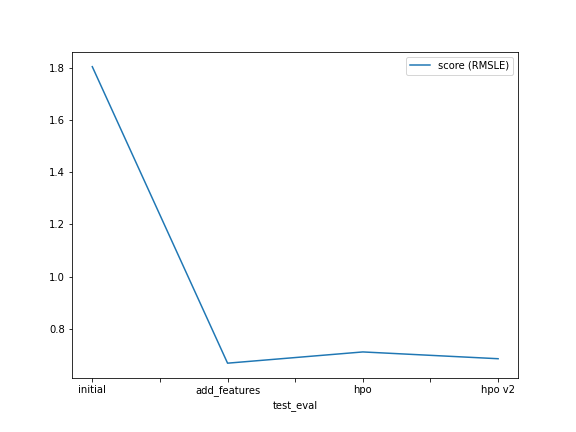 score (RMSLE)
1.8
1.6
1.4
1.2
1.0
0.8
initial add_features hpo hpo v2
test_eval